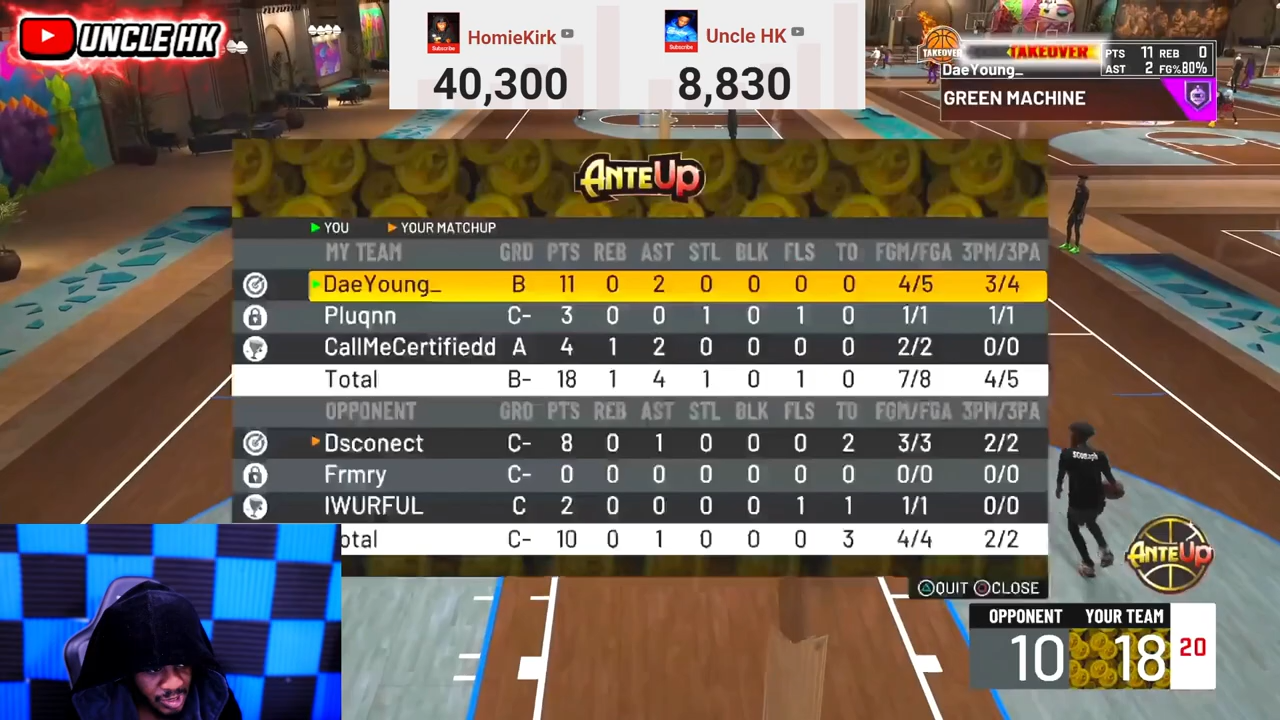 UNCLE HK
HomieKirk
Subscribe
40,300
Uncle HK
Subscribe
8,830
TAKEOVER
TAKEOVER
DaeYoung_
PTS 11 REB 0
AST 2 FG% 80%
GREEN MACHINE
ANTEUP
YOU YOUR MATCHUP
MY TEAM GRD PTS REB AST STL BLK FLS TO FGM/FGA 3PM/3PA
DaeYoung_ B 11 0 2 0 0 0 0 4/5 3/4
Pluqnn C- 3 0 0 1 0 1 0 1/1 1/1
CallMeCertifiedd A 4 1 2 0 0 0 0 2/2 0/0
Total B- 18 1 4 1 0 1 0 7/8 4/5
OPPONENT GRD PTS REB AST STL BLK FLS TO FGM/FGA 3PM/3PA
Dsconect C- 8 0 1 0 0 0 2 3/3 2/2
Frmry C- 0 0 0 0 0 0 0 0/0 0/0
IWURFUL C 2 0 0 0 0 1 1 1/1 0/0
otal C- 10 0 1 0 0 0 3 4/4 2/2
QUIT CLOSE
ANTEUP
OPPONENT YOUR TEAM
10 18 20